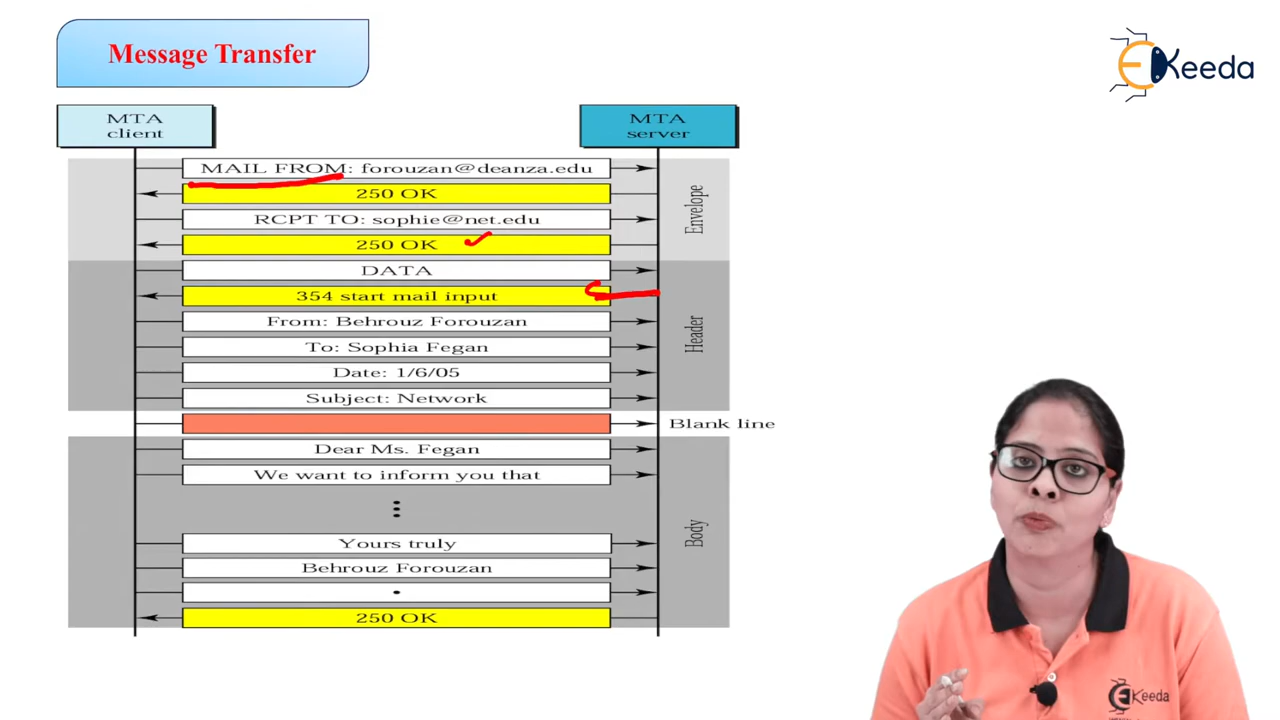 Message Transfer
EKeeda
MTA
client
MTA
server
MAIL FROM: forouzan@deanza.edu
250 OK
RCPT TO: sophie@net.edu
250 OK
Envelope
DATA
354 start mail input
From: Behrouz Forouzan
To: Sophia Fegan
Date: 1/6/05
Subject: Network
Header
Blank line
Dear Ms. Fegan
We want to inform you that
Yours truly
Behrouz Forouzan
•
250 OK
Body
EKeeda